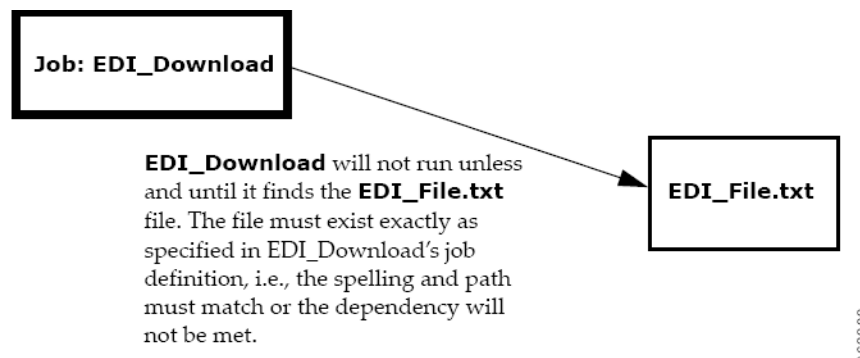 Job: EDI_Download
EDI_Download will not run unless
and until it finds the EDI_File.txt
file. The file must exist exactly as
specified in EDI_Download’s job
definition, i.e., the spelling and path
must match or the dependency will
not be met.
EDI_File.txt